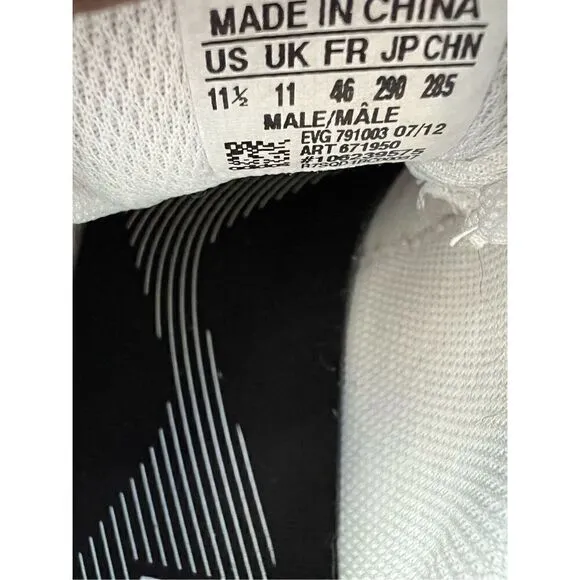 MADE IN CHINA
US UK FR JP CHN
11½ 11 46 290 285
MALE/MÂLE
EVG 791003 07/12
ART 671950
#106239575